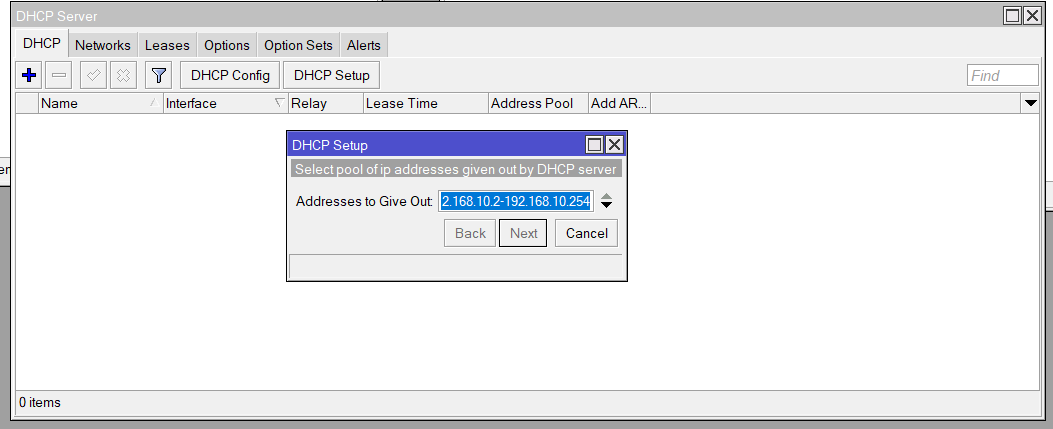 DHCP Server
DHCP Networks Leases Options Option Sets Alerts
DHCP Config DHCP Setup Find
Name Interface Relay Lease Time Address Pool Add AR...
DHCP Setup
Select pool of ip addresses given out by DHCP server
Addresses to Give Out: 2.168.10.2-192.168.10.254
Back Next Cancel
0 items